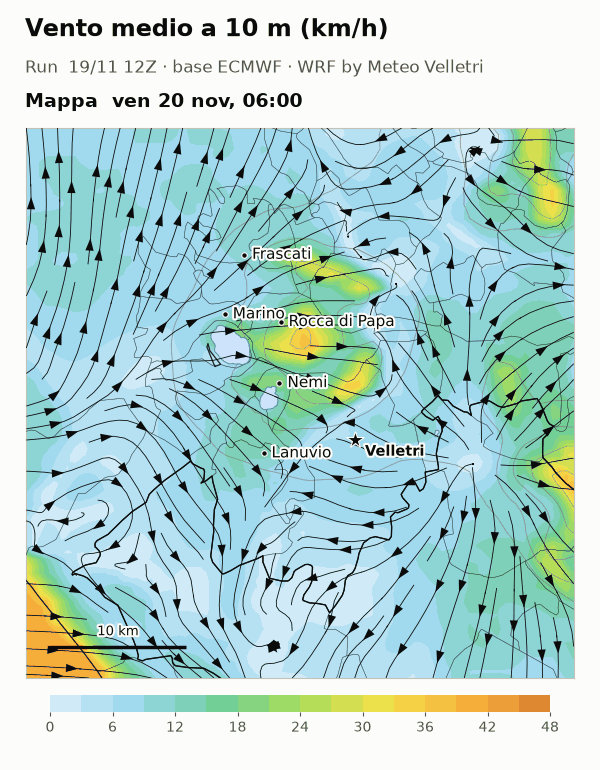 Vento medio a 10 m (km/h)
Run  19/11 12Z · base ECMWF · WRF by Meteo Velletri
Mappa  ven 20 nov, 06:00
Frascati
Marino
Rocca di Papa
Nemi
Velletri
Lanuvio
10 km
0 6 12 18 24 30 36 42 48